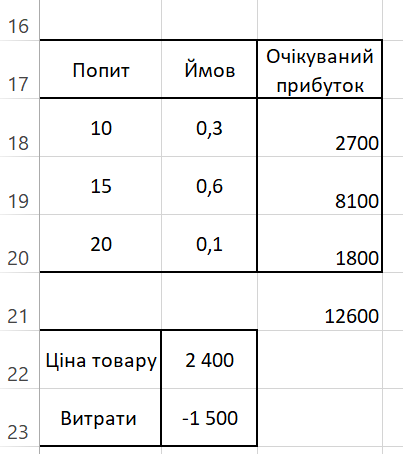 16
17 Попит Ймов Очікуваний
прибуток
18 10 0,3 2700
19 15 0,6 8100
20 20 0,1 1800
21 12600
22 Ціна товару 2 400
23 Витрати -1 500